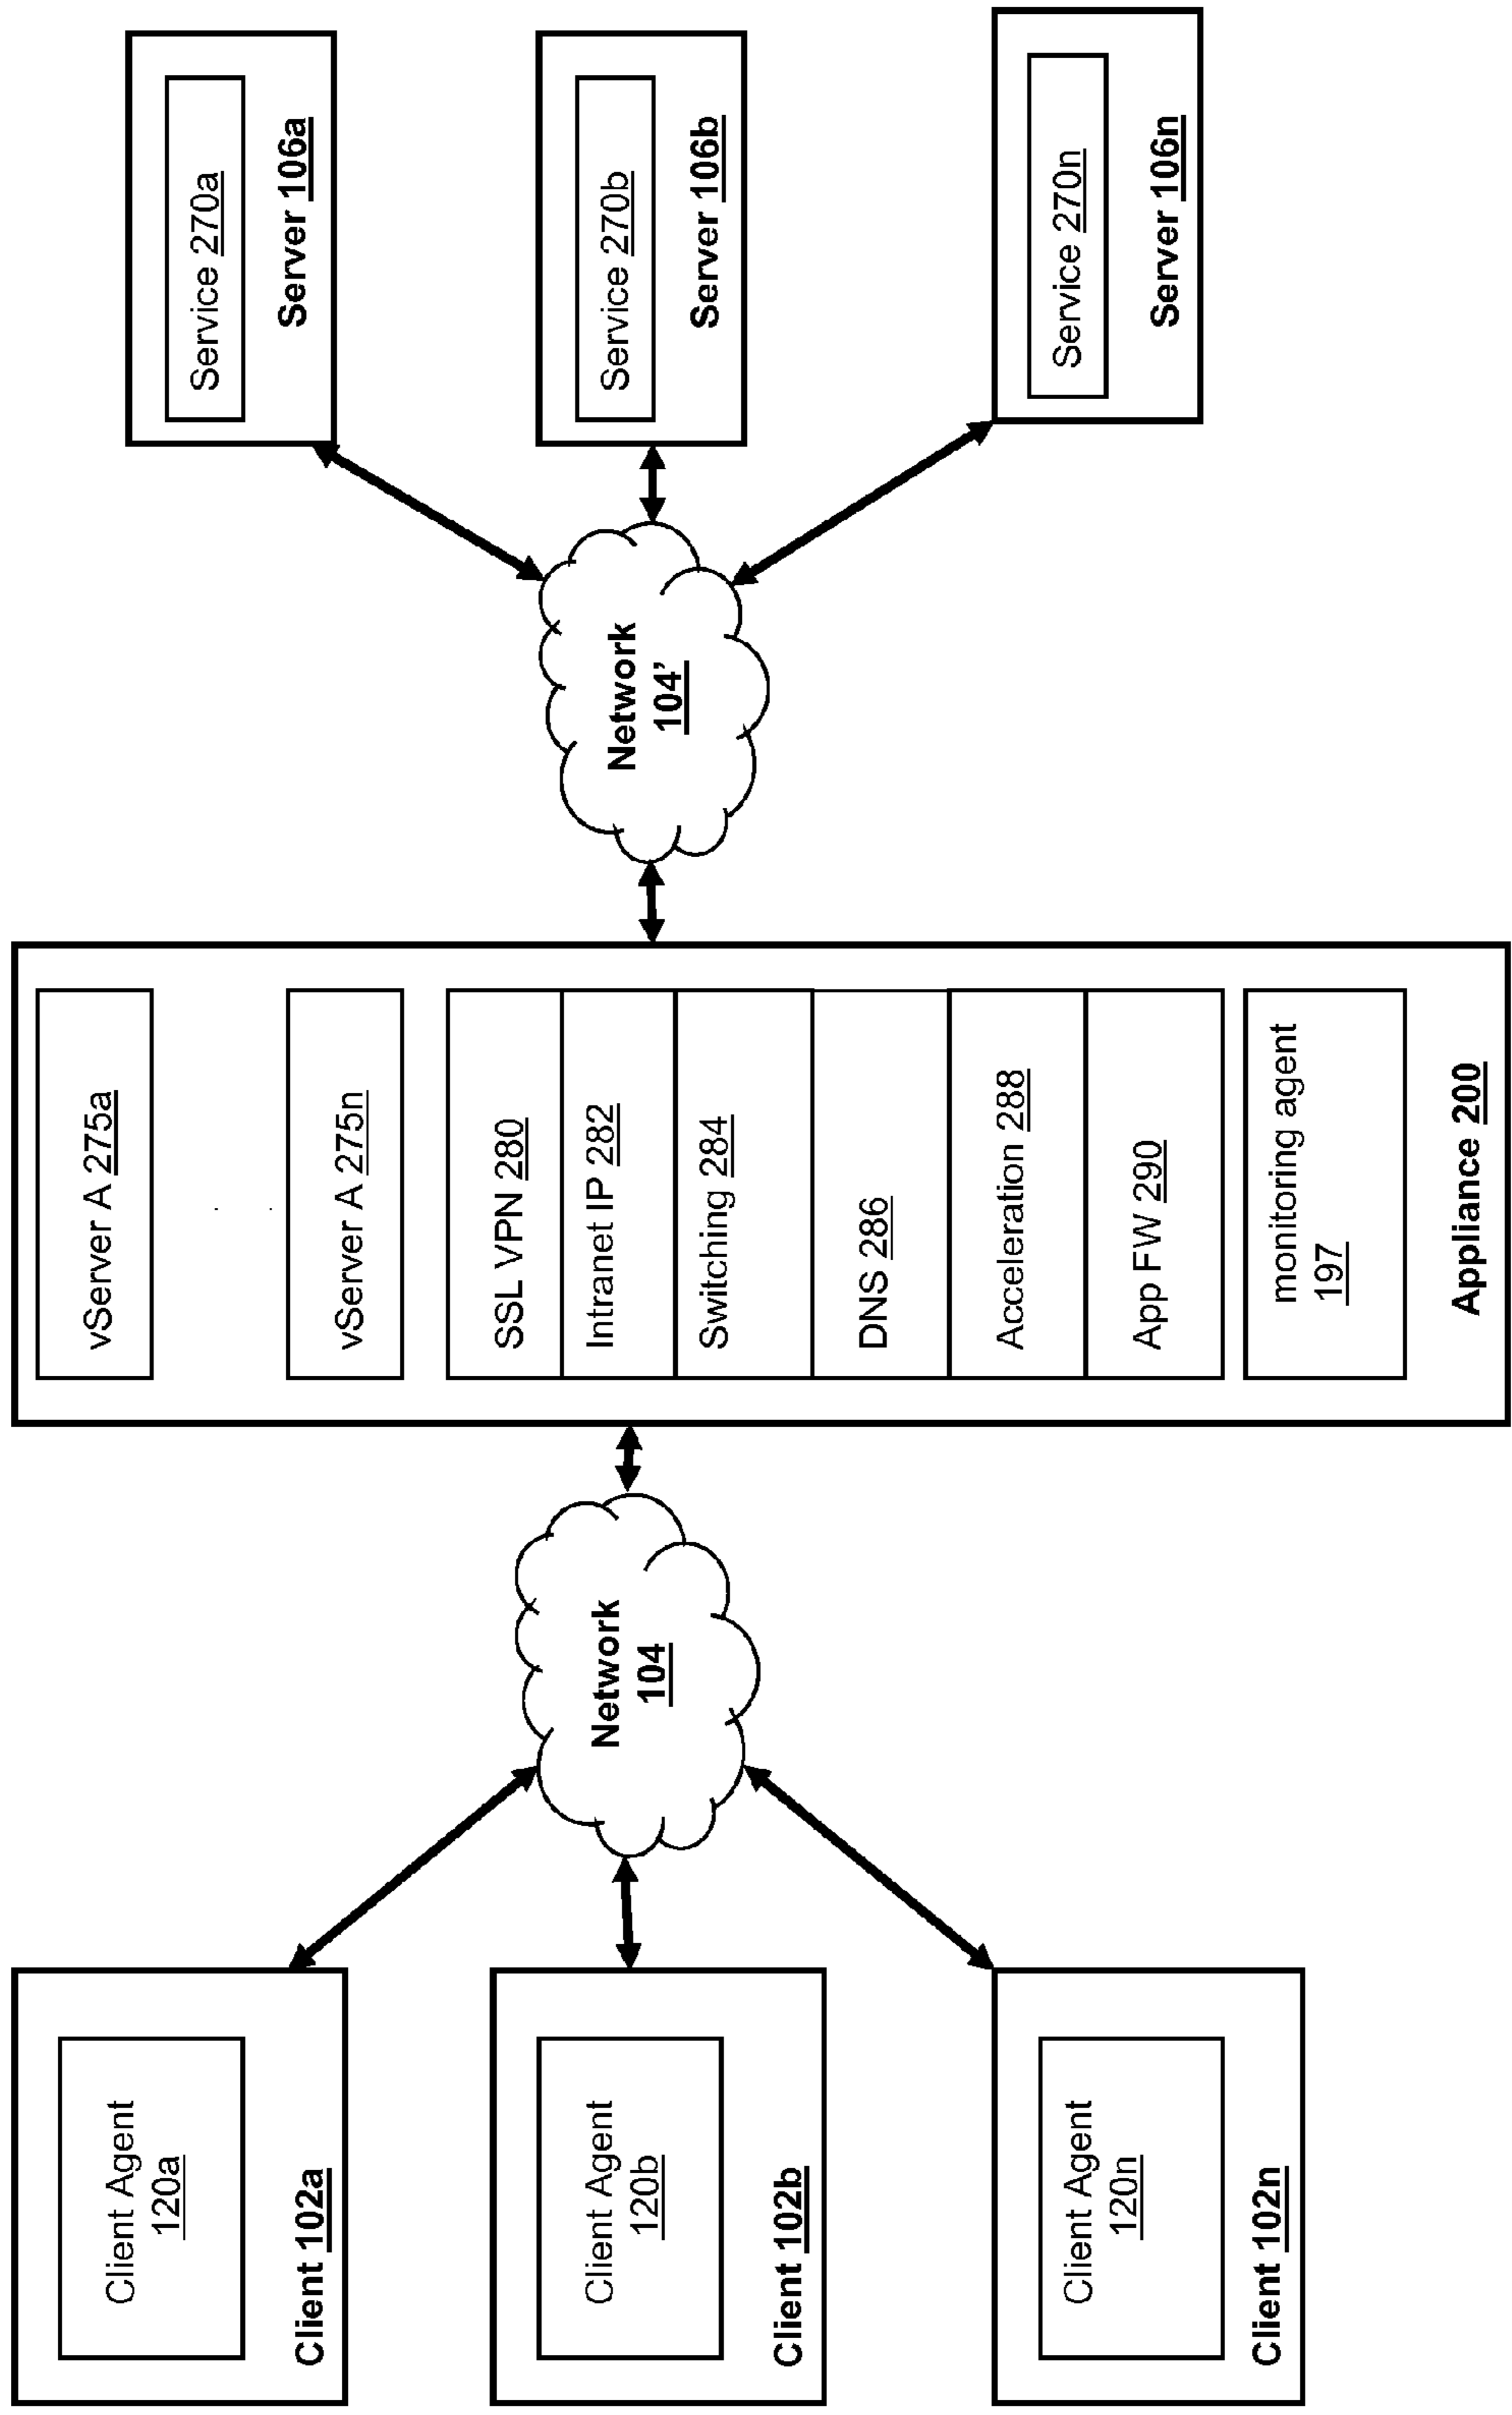 Client Agent
120a
Client 102a
Client Agent
120b
Client 102b
Client Agent
120n
Client 102n
Network
104
vServer A 275a
vServer A 275n
SSL VPN 280
Intranet IP 282
Switching 284
DNS 286
Acceleration 288
App FW 290
monitoring agent
197
Appliance 200
Network
104’
Service 270a
Server 106a
Service 270b
Server 106b
Service 270n
Server 106n